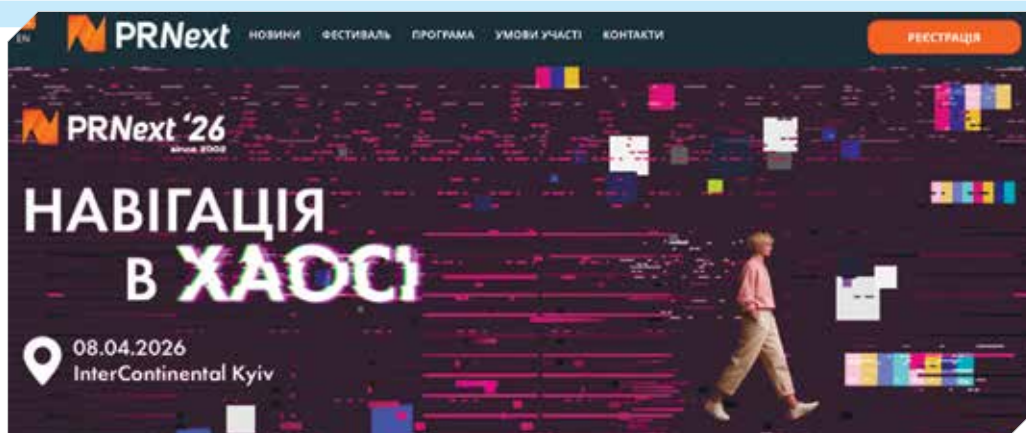 EN
PRNext
НОВИНИ ФЕСТИВАЛЬ ПРОГРАМА УМОВИ УЧАСТІ КОНТАКТИ
РЕЄСТРАЦІЯ
PRNext ‘26
since 2002
НАВІГАЦІЯ
В ХАОСІ
08.04.2026
InterContinental Kyiv